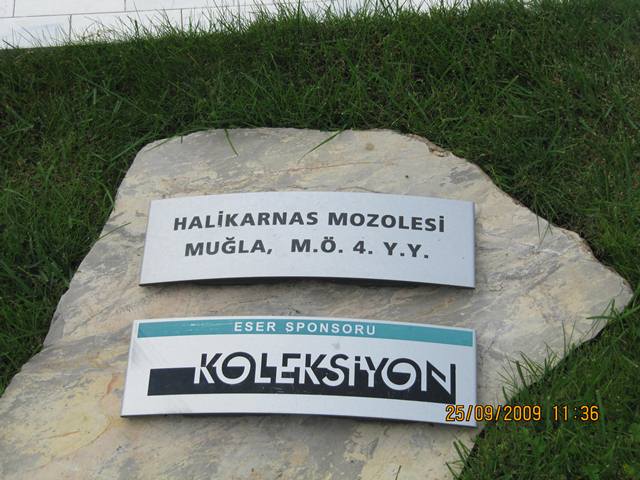 HALİKARNAS MOZOLESİ
MUĞLA, M.Ö. 4. Y.Y.
ESER SPONSORU
KOLEKSİYON
25/09/2009 11:36